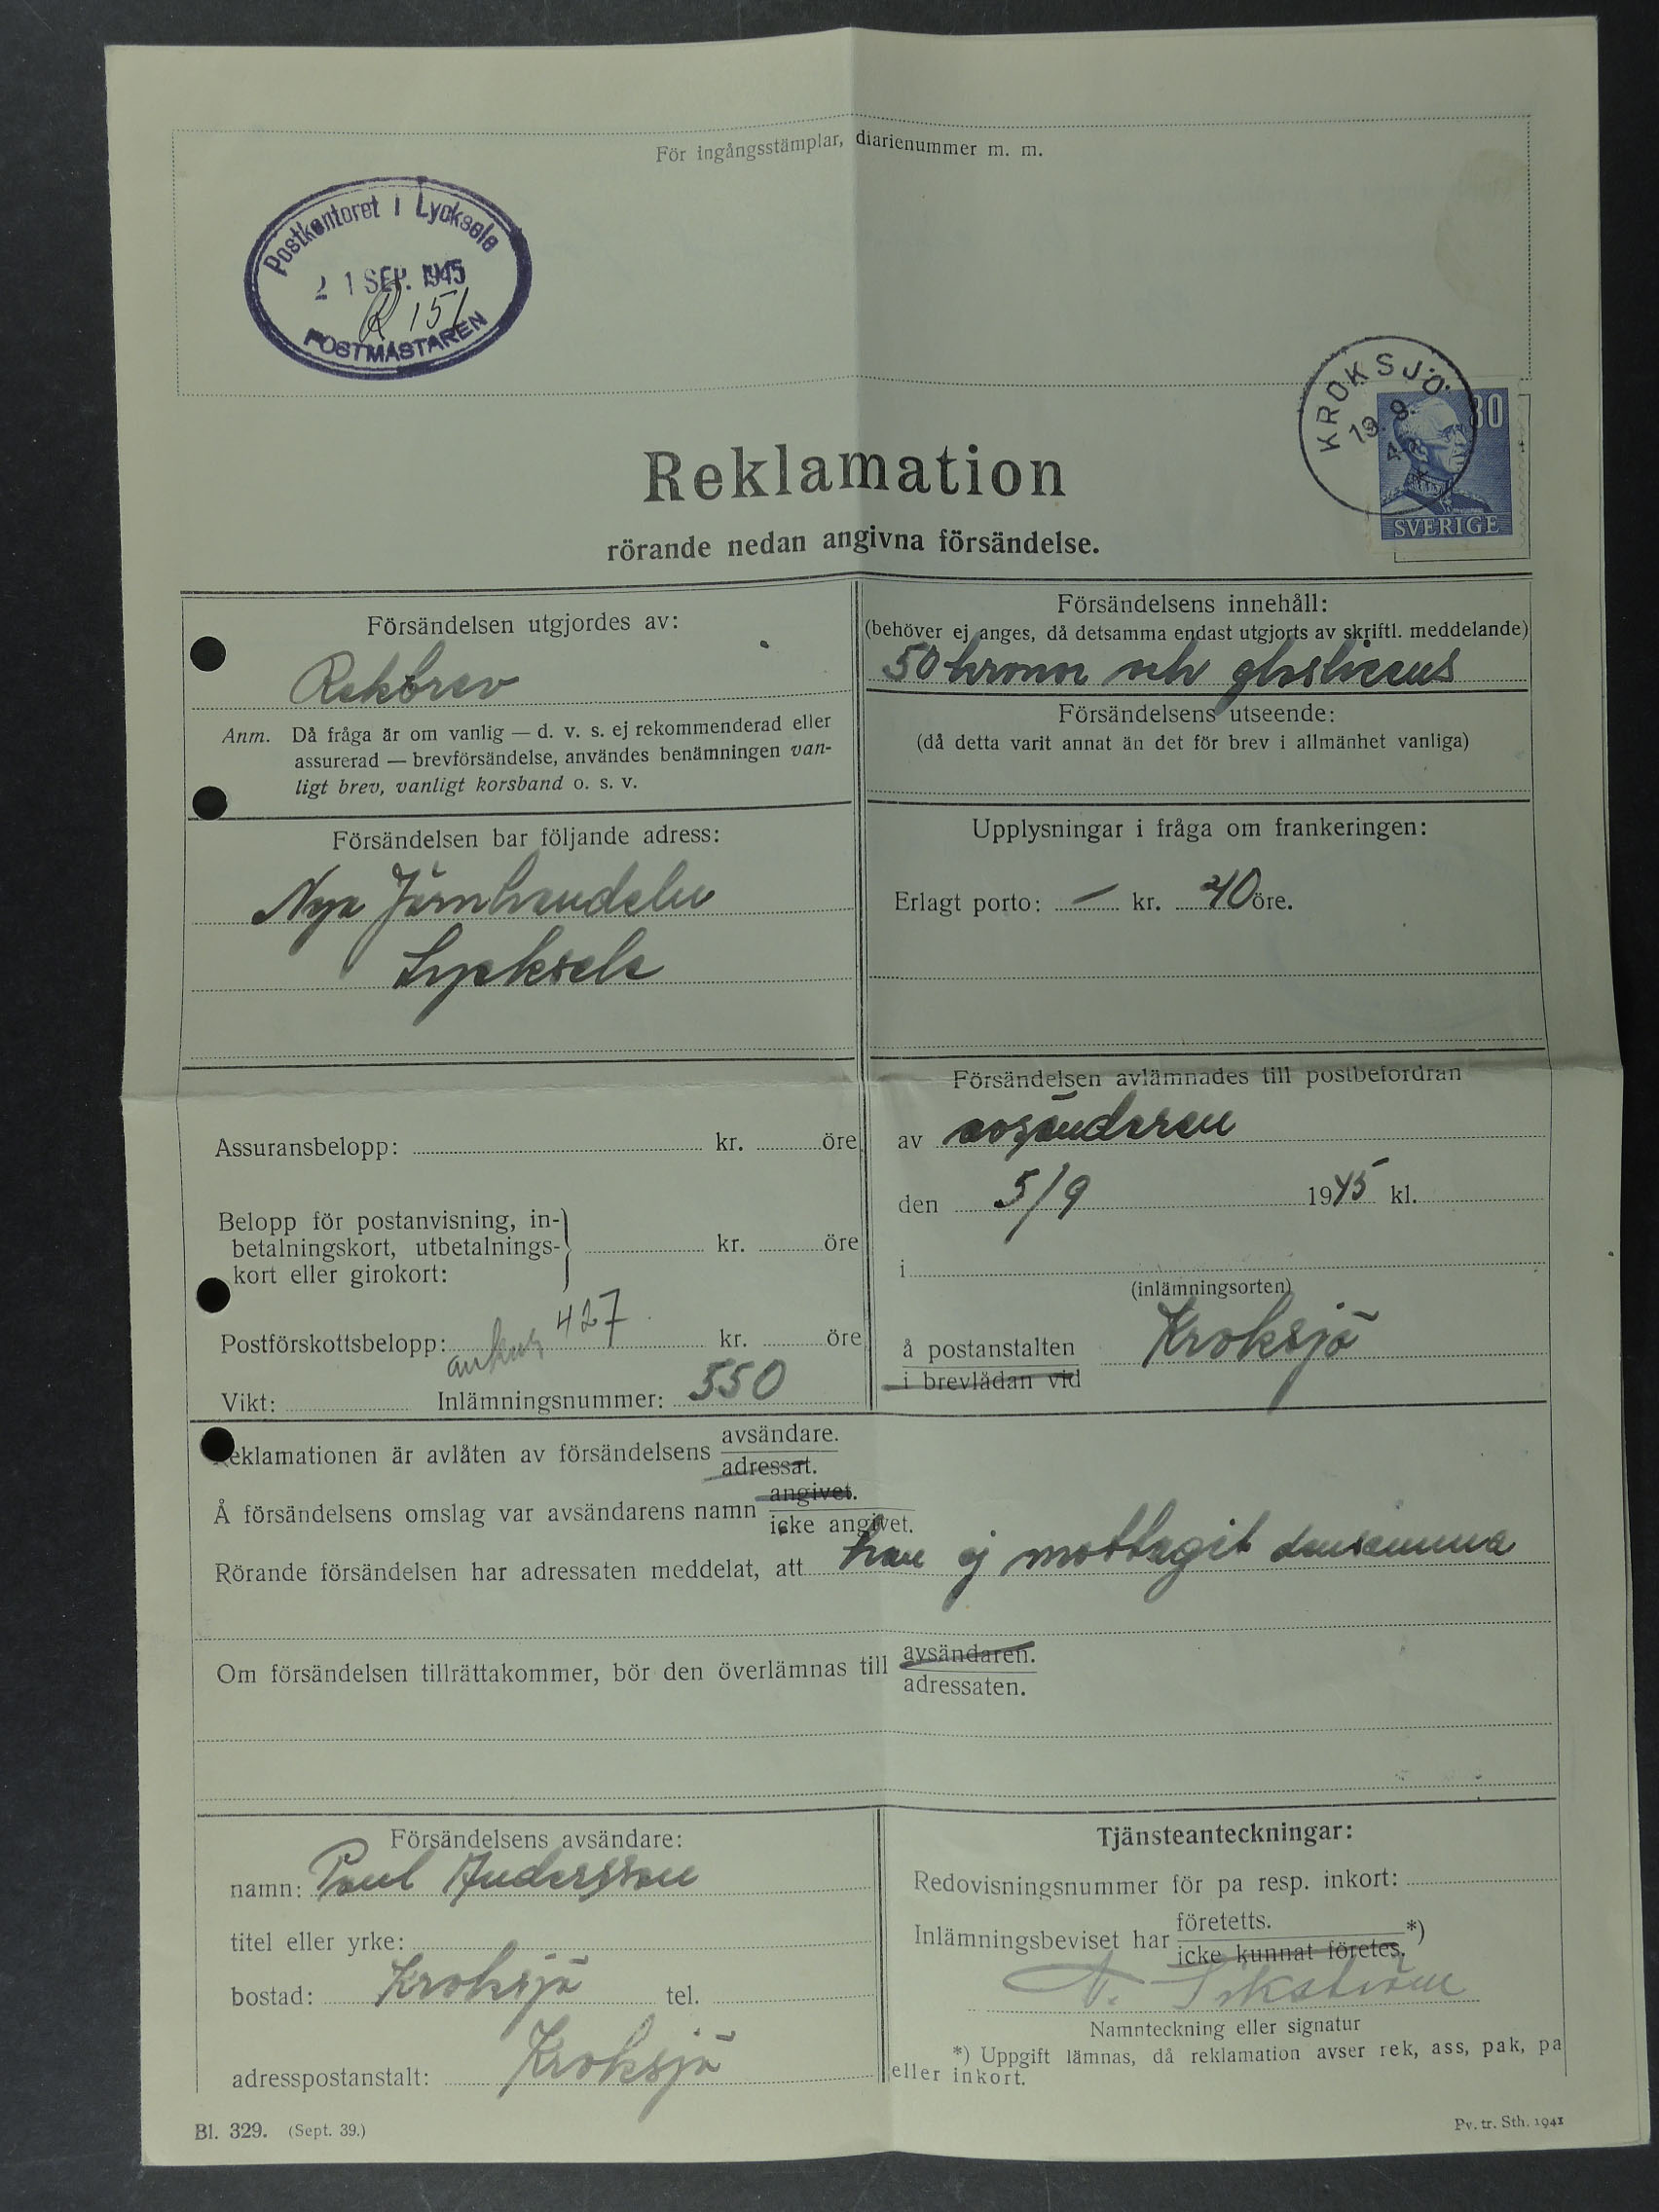 För ingångsstämplar, diarienummer m. m.
Postkontoret i Lycksele
21 SEP. 1945
R 151
POSTMÄSTAREN
KROKSJÖ
19. 9.
30
SVERIGE
Reklamation
rörande nedan angivna försändelse.
Försändelsen utgjordes av:
Rekbrev
Anm. Då fråga är om vanlig — d. v. s. ej rekommenderad eller
assurerad — brevförsändelse, användes benämningen van-
ligt brev, vanligt korsband o. s. v.
Försändelsens innehåll:
(behöver ej anges, då detsamma endast utgjorts av skriftl. meddelande)
50 kronor och
Försändelsens utseende:
(då detta varit annat än det för brev i allmänhet vanliga)
Försändelsen bar följande adress:
Nya Järnhandeln
Lycksele
Upplysningar i fråga om frankeringen:
Erlagt porto: — kr. 40 öre.
Assuransbelopp: kr. öre
Belopp för postanvisning, in-
betalningskort, utbetalnings-
kort eller girokort: kr. öre
Postförskottsbelopp: kr. öre
427
Vikt: Inlämningsnummer: 550
Försändelsen avlämnades till postbefordran
av avsänderen
den 5/9 1945 kl.
i
(inlämningsorten)
å postanstalten Kroksjö
i brevlådan vid
Reklamationen är avlåten av försändelsens avsändare.
adressat.
Å försändelsens omslag var avsändarens namn angivet.
icke angivet.
Rörande försändelsen har adressaten meddelat, att han ej mottagit densamma
Om försändelsen tillrättakommer, bör den överlämnas till avsändaren.
adressaten.
Försändelsens avsändare:
namn: Paul Andersson
titel eller yrke:
bostad: Kroksjö tel.
adresspostanstalt: Kroksjö
Tjänsteanteckningar:
Redovisningsnummer för pa resp. inkort:
Inlämningsbeviset har företetts. *)
icke kunnat företes.
N. Sikström
Namnteckning eller signatur
*) Uppgift lämnas, då reklamation avser rek, ass, pak, pa
eller inkort.
Bl. 329. (Sept. 39.)
Pv. tr. Sth. 1941